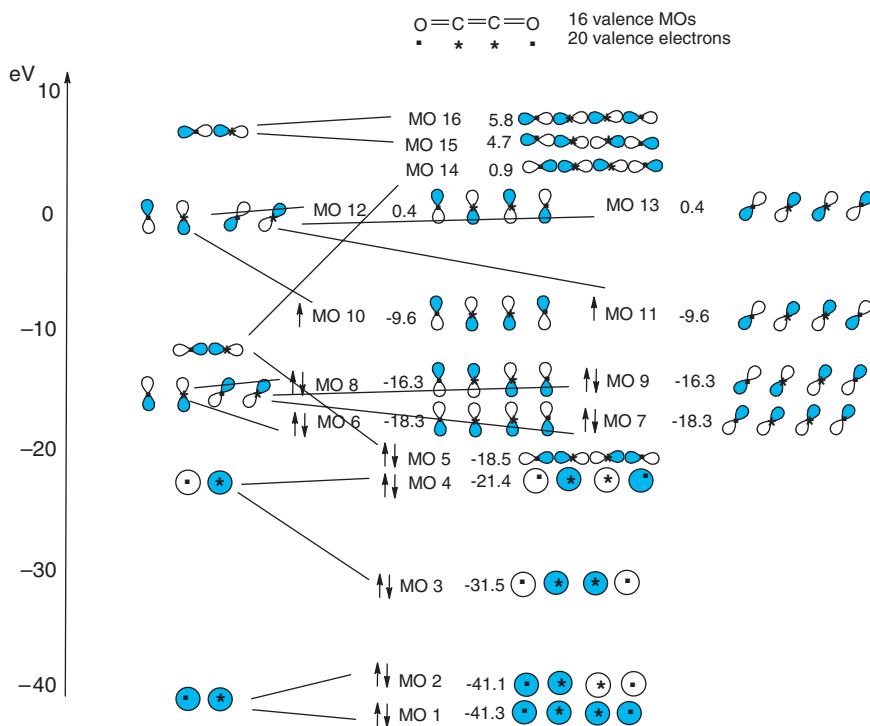 O=C=C=O 16 valence MOs
. * * . 20 valence electrons
eV
10
MO 16 5.8
MO 15 4.7
MO 14 0.9
0 MO 12 0.4 MO 13 0.4
−10 MO 10 -9.6 MO 11 -9.6
MO 8 -16.3 MO 9 -16.3
MO 6 -18.3 MO 7 -18.3
−20 MO 5 -18.5
MO 4 -21.4
−30 MO 3 -31.5
−40 MO 2 -41.1
MO 1 -41.3